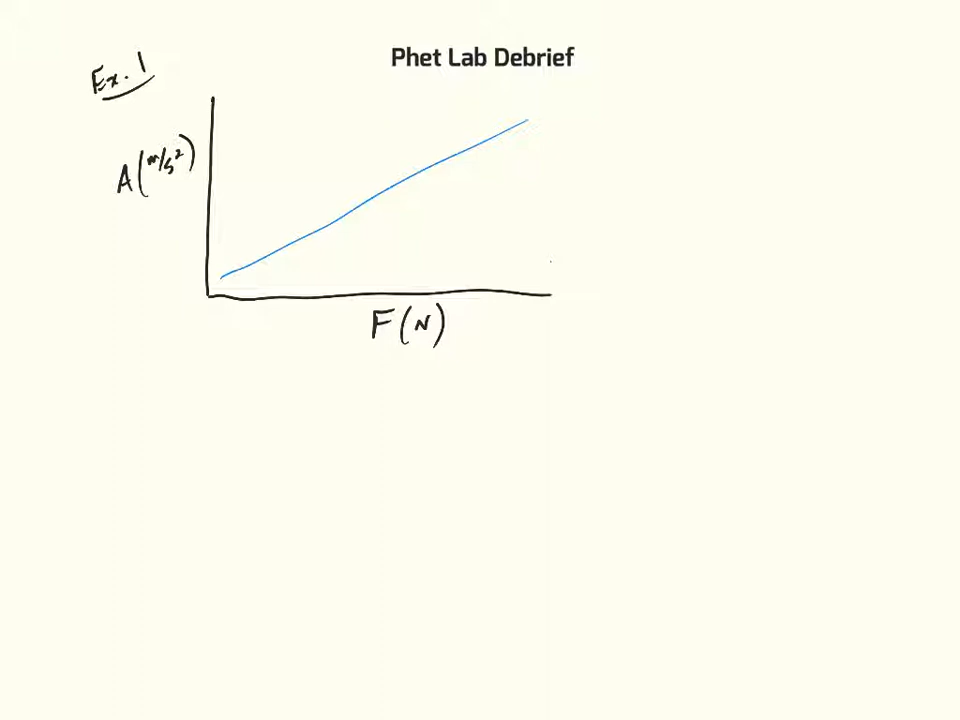 Phet Lab Debrief
Ex. 1
A(m/s²)
F(N)